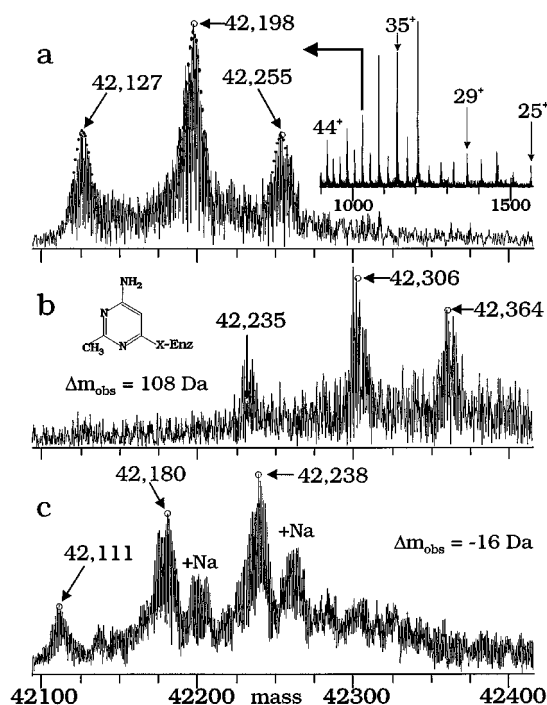 a
42,198
42,127
42,255
44⁺
35⁺
29⁺
25⁺
1000
1500
b
NH₂
N
N
CH₃
X-Enz
Δm_obs = 108 Da
42,235
42,306
42,364
c
42,180
42,238
42,111
+Na
+Na
Δm_obs = -16 Da
42100
42200
mass
42300
42400